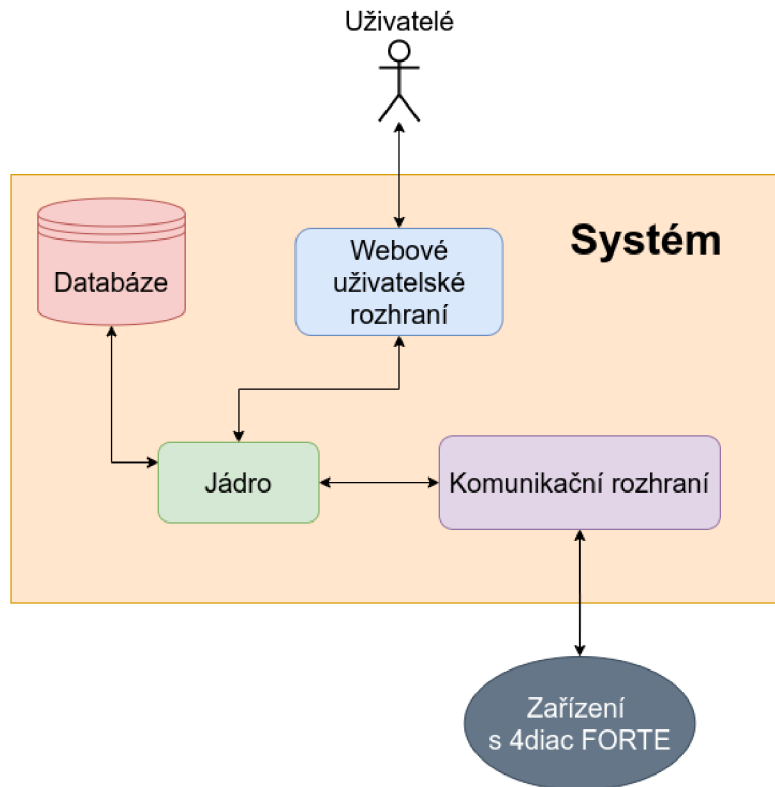 Uživatelé
Systém
Databáze
Webové
uživatelské
rozhraní
Jádro
Komunikační rozhraní
Zařízení
s 4diac FORTE